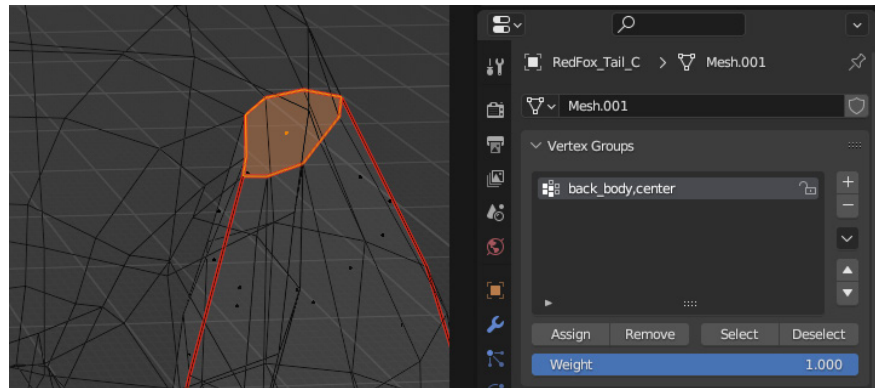 RedFox_Tail_C > Mesh.001
Mesh.001
Vertex Groups
back_body,center
Assign Remove Select Deselect
Weight 1.000